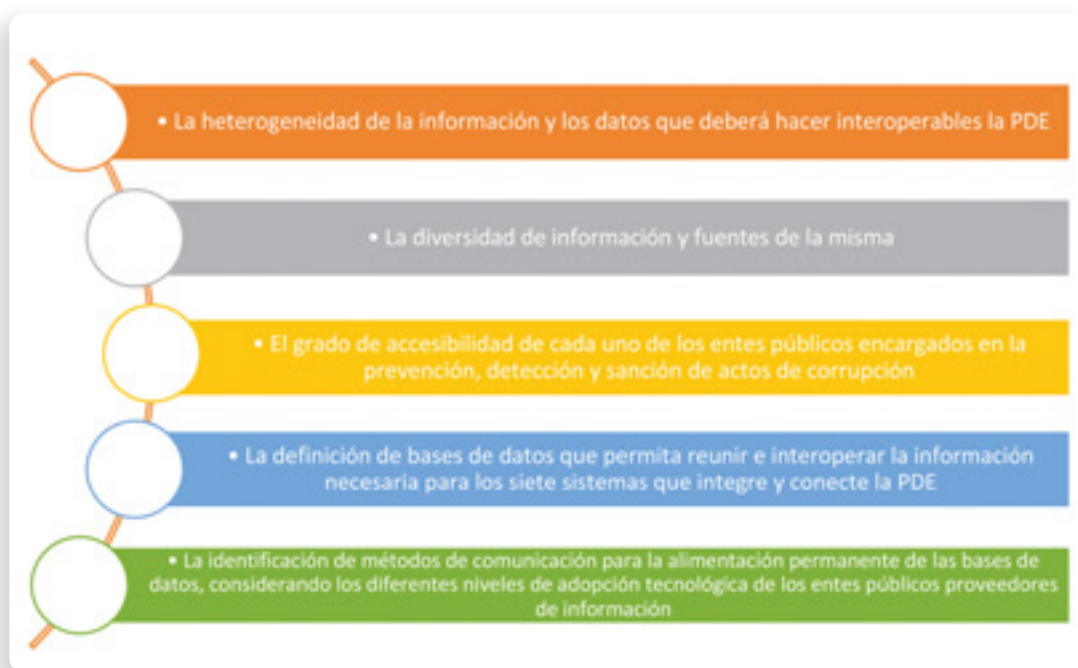 • La heterogeneidad de la información y los datos que deberá hacer interoperables la PDE
• La diversidad de información y fuentes de la misma
• El grado de accesibilidad de cada uno de los entes públicos encargados en la
prevención, detección y sanción de actos de corrupción
• La definición de bases de datos que permita reunir e interoperar la información
necesaria para los siete sistemas que integre y conecte la PDE
• La identificación de métodos de comunicación para la alimentación permanente de las bases de
datos, considerando los diferentes niveles de adopción tecnológica de los entes públicos proveedores
de información